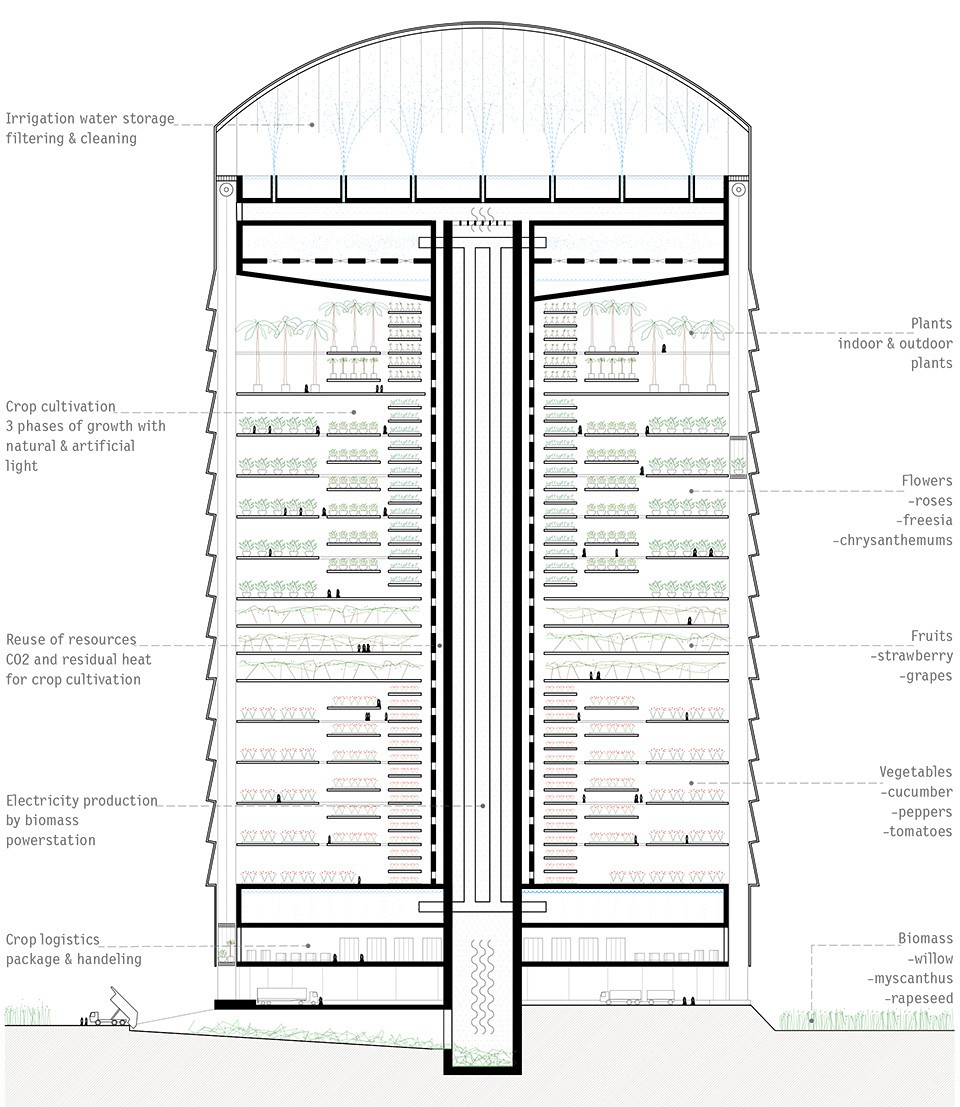 Irrigation water storage
filtering & cleaning
Crop cultivation
3 phases of growth with
natural & artificial
light
Reuse of resources
CO2 and residual heat
for crop cultivation
Electricity production
by biomass
powerstation
Crop logistics
package & handeling
Plants
indoor & outdoor
plants
Flowers
-roses
-freesia
-chrysanthemums
Fruits
-strawberry
-grapes
Vegetables
-cucumber
-peppers
-tomatoes
Biomass
-willow
-myscanthus
-rapeseed